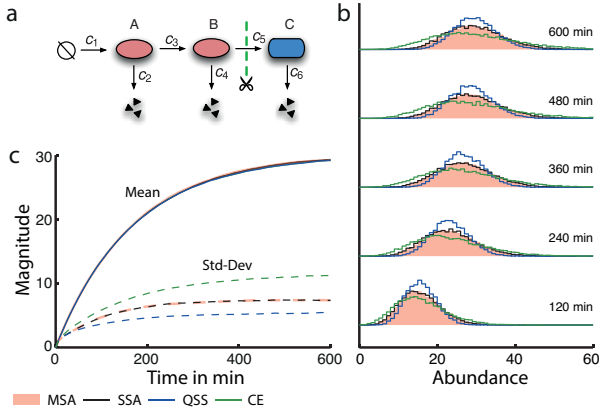 a
A B C
c1 c3 c5
c2 c4 c6
b
600 min
480 min
360 min
240 min
120 min
0 20 40 60
Abundance
c
30
20
10
0
Magnitude
Mean
Std-Dev
200 400 600
Time in min
MSA SSA QSS CE